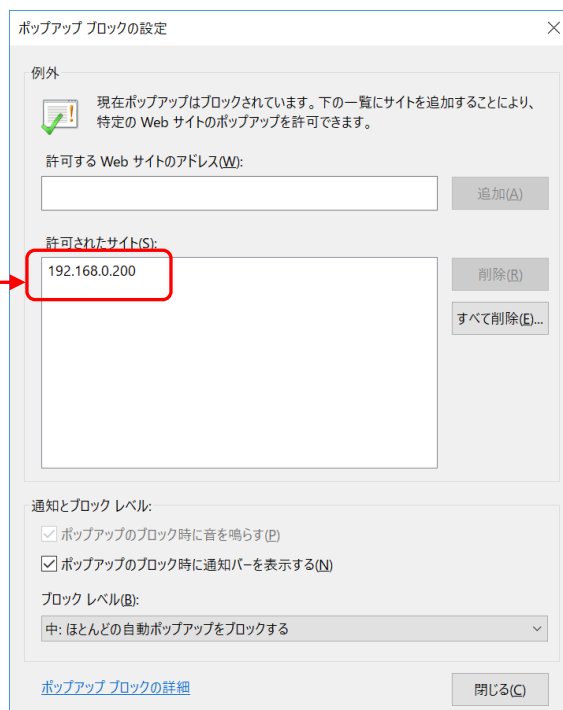 ポップアップ ブロックの設定
例外
現在ポップアップはブロックされています。下の一覧にサイトを追加することにより、
特定の Web サイトのポップアップを許可できます。
許可する Web サイトのアドレス(W):
追加(A)
許可されたサイト(S):
192.168.0.200
削除(R)
すべて削除(E)...
通知とブロック レベル:
ポップアップのブロック時に音を鳴らす(P)
ポップアップのブロック時に通知バーを表示する(N)
ブロック レベル(B):
中: ほとんどの自動ポップアップをブロックする
ポップアップ ブロックの詳細
閉じる(C)